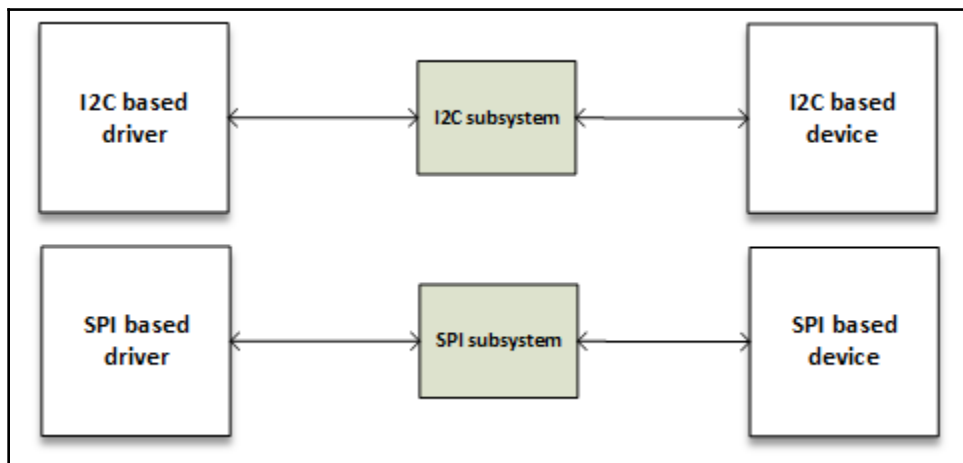 I2C based
driver
I2C subsystem
I2C based
device
SPI based
driver
SPI subsystem
SPI based
device